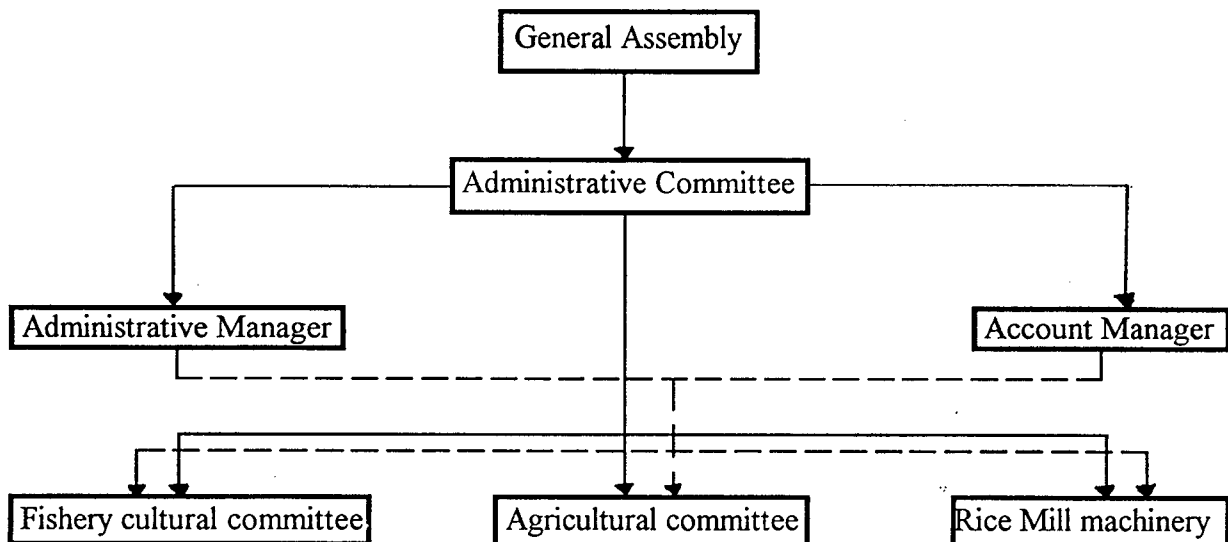 General Assembly
Administrative Committee
Administrative Manager
Account Manager
Fishery cultural committee
Agricultural committee
Rice Mill machinery